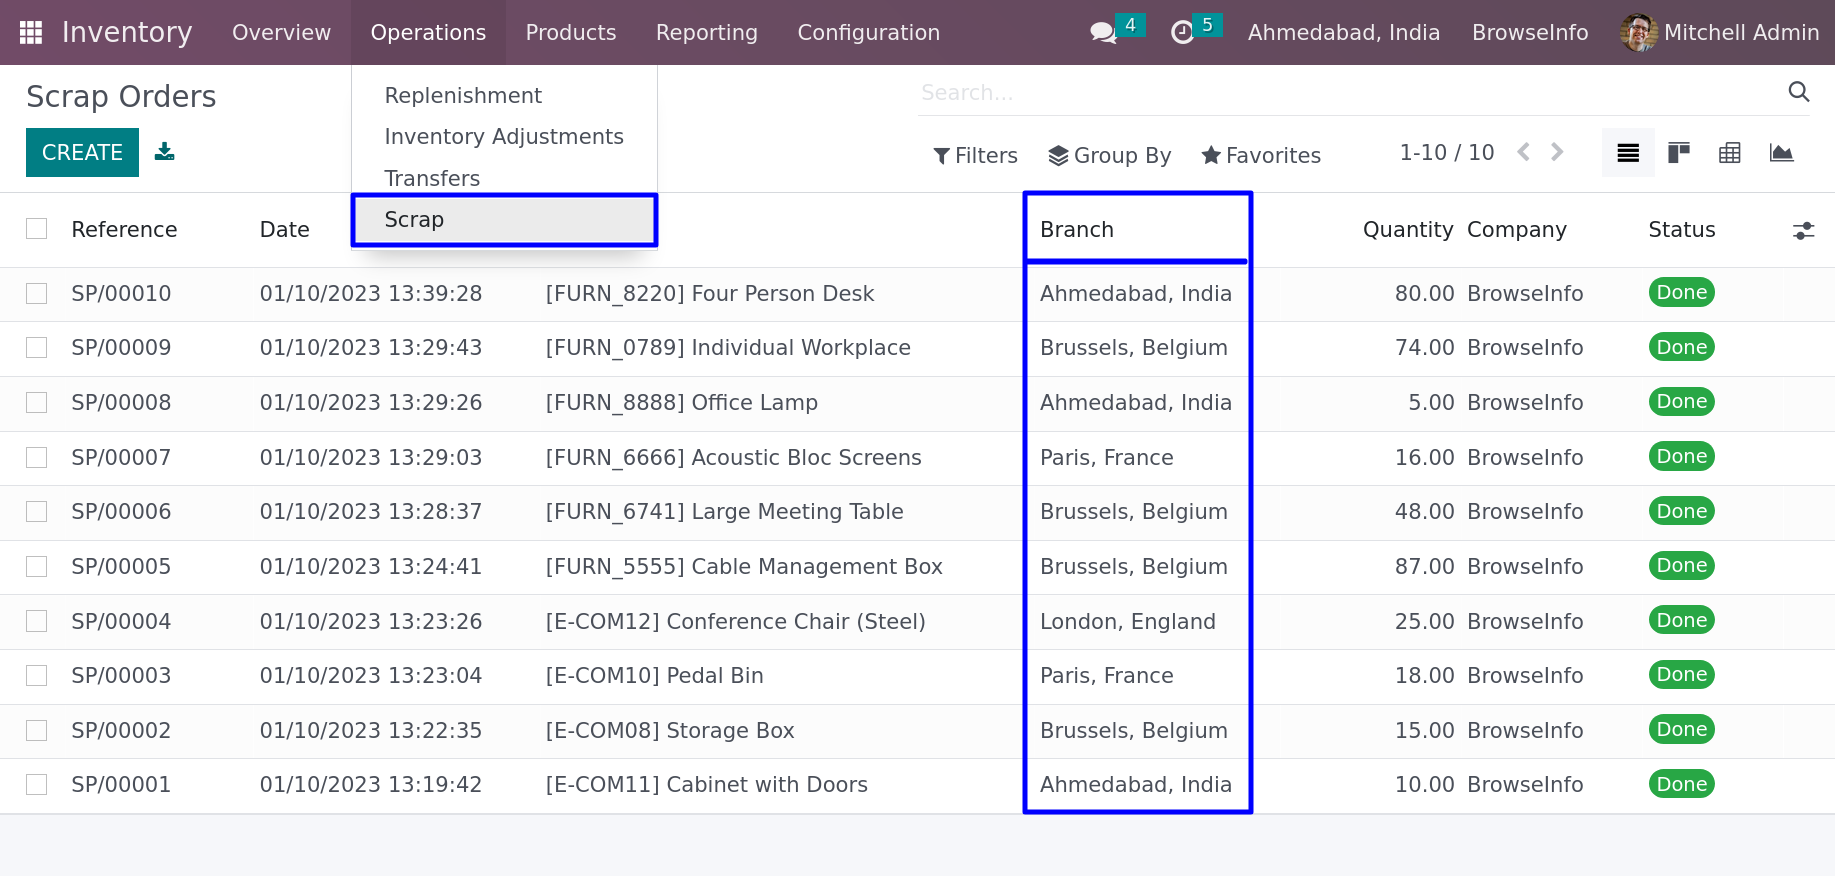 Inventory Overview Operations Products Reporting Configuration 4 5 Ahmedabad, India BrowseInfo Mitchell Admin
Scrap Orders
Search...
CREATE
Replenishment
Inventory Adjustments
Transfers
Scrap
Filters Group By Favorites 1-10 / 10
Reference Date Branch Quantity Company Status
SP/00010 01/10/2023 13:39:28 [FURN_8220] Four Person Desk Ahmedabad, India 80.00 BrowseInfo Done
SP/00009 01/10/2023 13:29:43 [FURN_0789] Individual Workplace Brussels, Belgium 74.00 BrowseInfo Done
SP/00008 01/10/2023 13:29:26 [FURN_8888] Office Lamp Ahmedabad, India 5.00 BrowseInfo Done
SP/00007 01/10/2023 13:29:03 [FURN_6666] Acoustic Bloc Screens Paris, France 16.00 BrowseInfo Done
SP/00006 01/10/2023 13:28:37 [FURN_6741] Large Meeting Table Brussels, Belgium 48.00 BrowseInfo Done
SP/00005 01/10/2023 13:24:41 [FURN_5555] Cable Management Box Brussels, Belgium 87.00 BrowseInfo Done
SP/00004 01/10/2023 13:23:26 [E-COM12] Conference Chair (Steel) London, England 25.00 BrowseInfo Done
SP/00003 01/10/2023 13:23:04 [E-COM10] Pedal Bin Paris, France 18.00 BrowseInfo Done
SP/00002 01/10/2023 13:22:35 [E-COM08] Storage Box Brussels, Belgium 15.00 BrowseInfo Done
SP/00001 01/10/2023 13:19:42 [E-COM11] Cabinet with Doors Ahmedabad, India 10.00 BrowseInfo Done